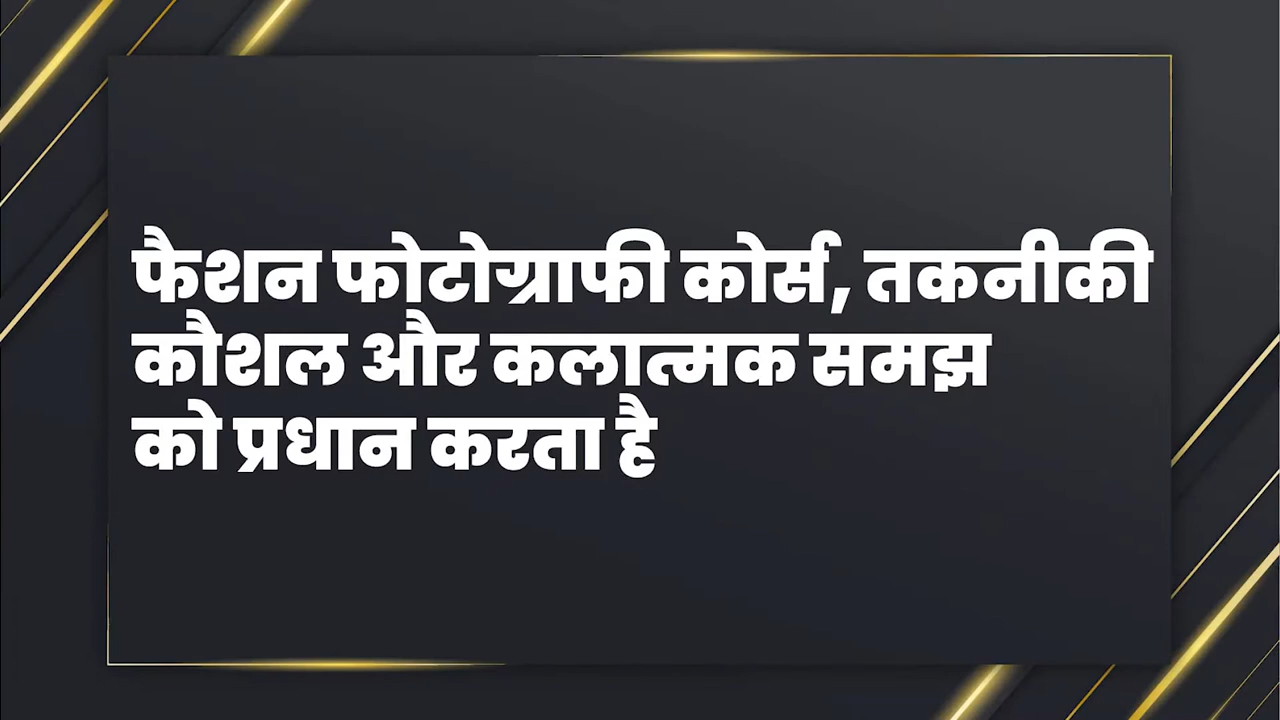 फैशन फोटोग्राफी कोर्स, तकनीकी
कौशल और कलात्मक समझ
को प्रधान करता है